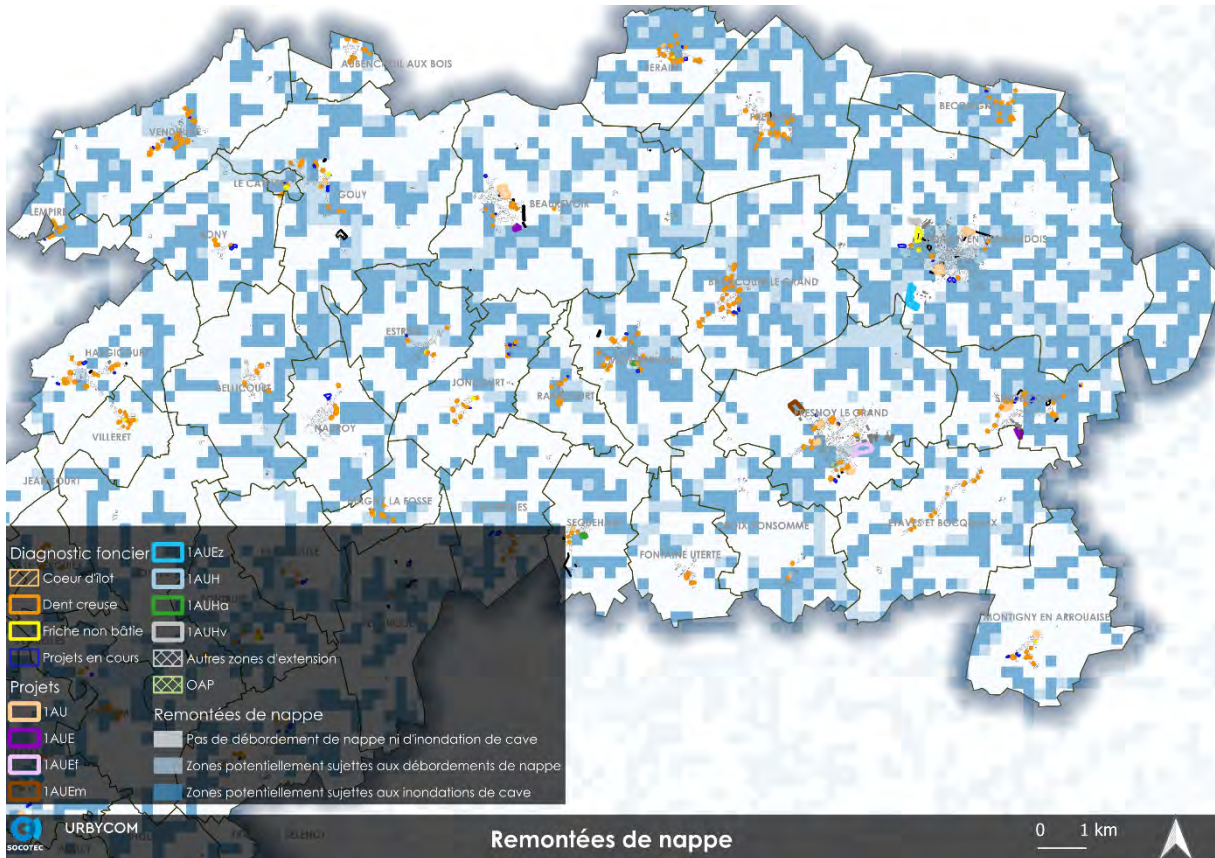 AUBENCHEUL AUX BOIS
VENDHUILE
LE CATELET
GOUY
LEMPIRE
BONY
BEAUREVOIR
SERAIN
PREMONT
BECQUIGNY
BOHAIN EN VERMANDOIS
BRANCOURT LE GRAND
HARGICOURT
VILLERET
BELLICOURT
NAUROY
ESTREES
JONCOURT
RAMICOURT
FRESNOY LE GRAND
JEANCOURT
MAGNY LA FOSSE
SEQUEHART
FONTAINE UTERTE
CROIX FONSOMME
ETAVES ET BOCQUIAUX
MONTIGNY EN ARROUAISE
Diagnostic foncier
Coeur d'îlot
Dent creuse
Friche non bâtie
Projets en cours
Projets
1AU
1AUE
1AUEf
1AUEm
1AUEz
1AUH
1AUHa
1AUHv
Autres zones d'extension
OAP
Remontées de nappe
Pas de débordement de nappe ni d'inondation de cave
Zones potentiellement sujettes aux débordements de nappe
Zones potentiellement sujettes aux inondations de cave
SOCOTEC
URBYCOM
Remontées de nappe
0 1 km